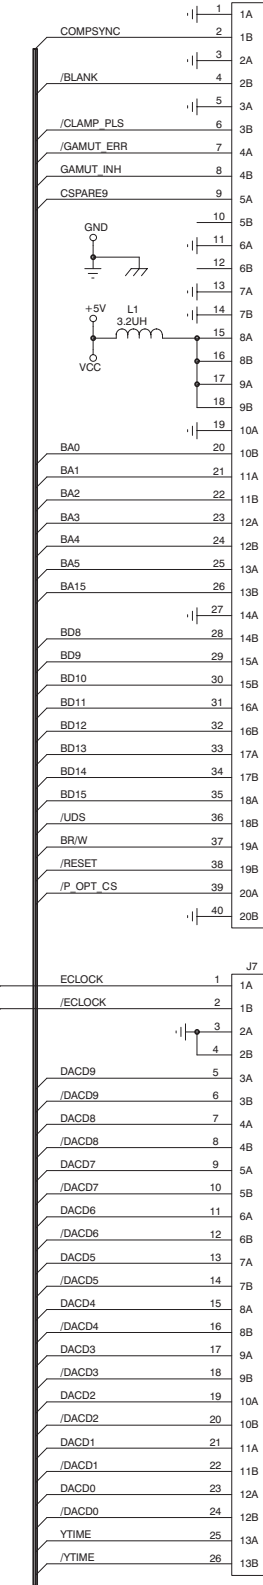 1 1A
COMPSYNC 2 1B
3 2A
/BLANK 4 2B
5 3A
/CLAMP_PLS 6 3B
/GAMUT_ERR 7 4A
GAMUT_INH 8 4B
CSPARE9 9 5A
10 5B
GND
11 6A
12 6B
13 7A
+5V L1 14 7B
3.2UH
15 8A
VCC
16 8B
17 9A
18 9B
19 10A
BA0 20 10B
BA1 21 11A
BA2 22 11B
BA3 23 12A
BA4 24 12B
BA5 25 13A
BA15 26 13B
27 14A
BD8 28 14B
BD9 29 15A
BD10 30 15B
BD11 31 16A
BD12 32 16B
BD13 33 17A
BD14 34 17B
BD15 35 18A
/UDS 36 18B
BR/W 37 19A
/RESET 38 19B
/P_OPT_CS 39 20A
40 20B
J7
ECLOCK 1 1A
/ECLOCK 2 1B
3 2A
4 2B
DACD9 5 3A
/DACD9 6 3B
DACD8 7 4A
/DACD8 8 4B
DACD7 9 5A
/DACD7 10 5B
DACD6 11 6A
/DACD6 12 6B
DACD5 13 7A
/DACD5 14 7B
DACD4 15 8A
/DACD4 16 8B
DACD3 17 9A
/DACD3 18 9B
DACD2 19 10A
/DACD2 20 10B
DACD1 21 11A
/DACD1 22 11B
DACD0 23 12A
/DACD0 24 12B
YTIME 25 13A
/YTIME 26 13B